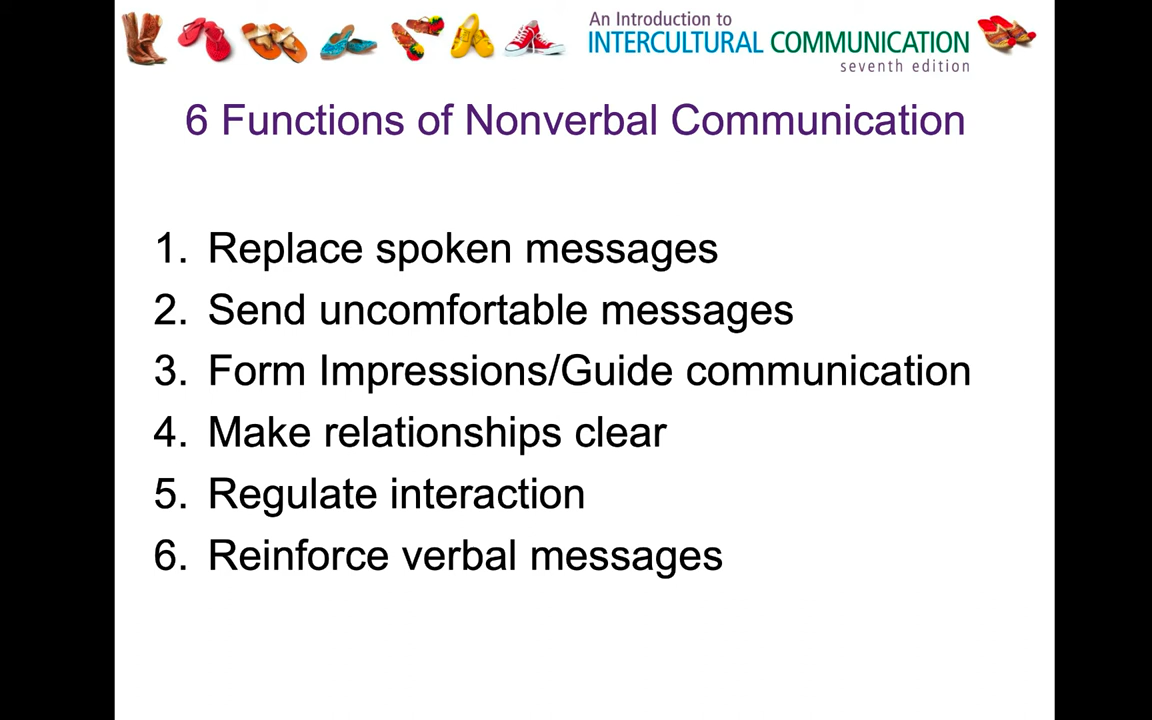 An Introduction to
INTERCULTURAL COMMUNICATION
seventh edition
6 Functions of Nonverbal Communication
1. Replace spoken messages
2. Send uncomfortable messages
3. Form Impressions/Guide communication
4. Make relationships clear
5. Regulate interaction
6. Reinforce verbal messages